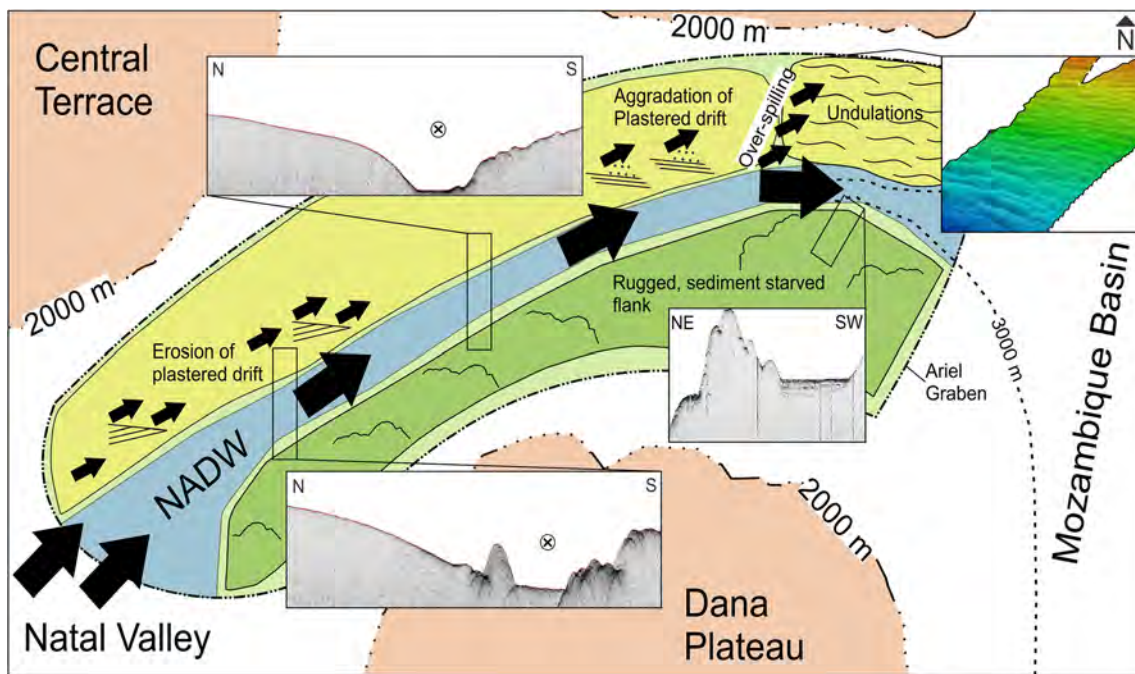 Central
Terrace
2000 m
N
N
S
Aggradation of
Plastered drift
Over-spilling
Undulations
2000 m
Erosion of
plastered drift
Rugged, sediment starved
flank
NE
SW
3000 m
Ariel
Graben
Mozambique Basin
NADW
N
S
2000 m
Natal Valley
Dana
Plateau